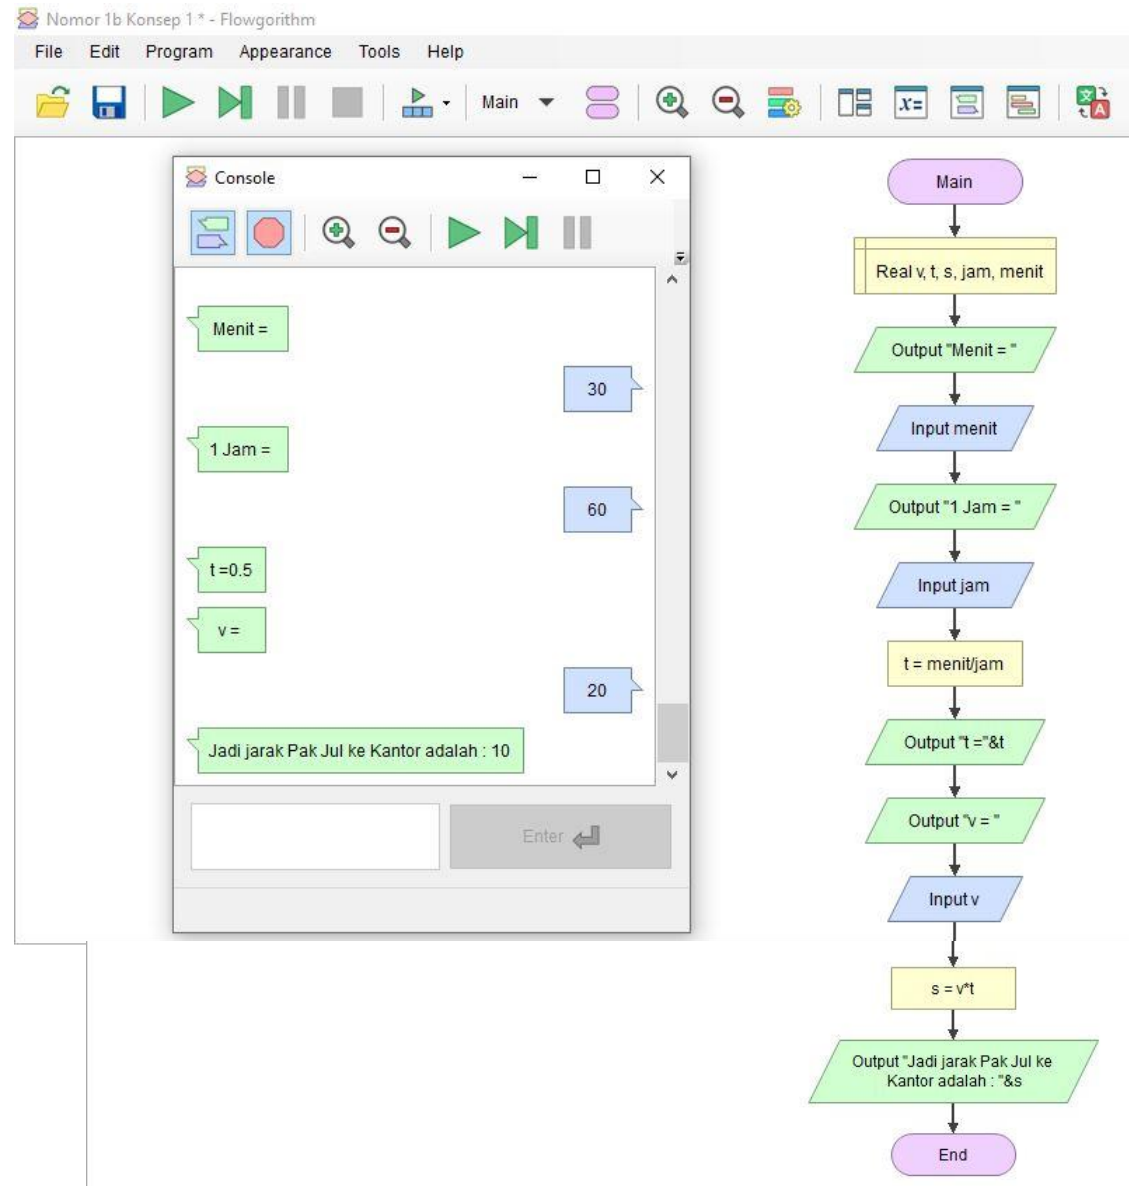 Nomor 1b Konsep 1 * - Flowgorithm
File Edit Program Appearance Tools Help
Main
x=
Console
Menit =
30
1 Jam =
60
t =0.5
v =
20
Jadi jarak Pak Jul ke Kantor adalah : 10
Enter
Main
Real v, t, s, jam, menit
Output "Menit = "
Input menit
Output "1 Jam = "
Input jam
t = menit/jam
Output "t ="&t
Output "v = "
Input v
s = v*t
Output "Jadi jarak Pak Jul ke
Kantor adalah : "&s
End